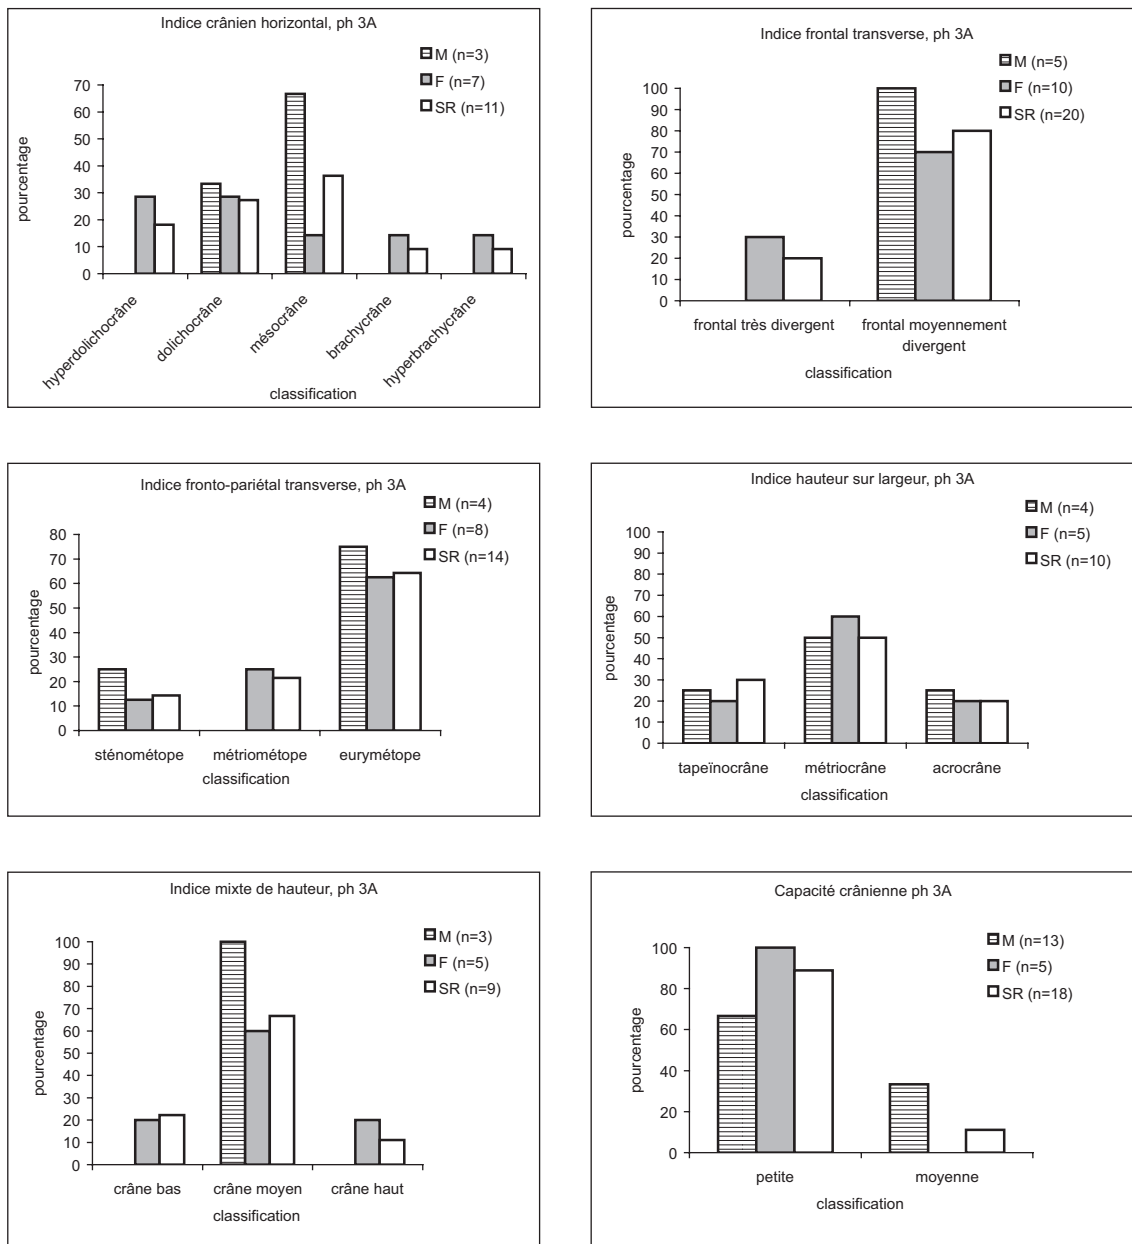 Indice crânien horizontal, ph 3A
M (n=3)
F (n=7)
SR (n=11)
pourcentage
70
60
50
40
30
20
10
0
hyperdolichocrâne
dolichocrâne
mésocrâne
brachycrâne
hyperbrachycrâne
classification
Indice frontal transverse, ph 3A
M (n=5)
F (n=10)
SR (n=20)
pourcentage
100
90
80
70
60
50
40
30
20
10
0
frontal très divergent
frontal moyennement
divergent
classification
Indice fronto-pariétal transverse, ph 3A
M (n=4)
F (n=8)
SR (n=14)
pourcentage
80
70
60
50
40
30
20
10
0
sténométope
métriométope
eurymétope
classification
Indice hauteur sur largeur, ph 3A
M (n=4)
F (n=5)
SR (n=10)
pourcentage
100
90
80
70
60
50
40
30
20
10
0
tapeïnocrâne
métriocrâne
acrocrâne
classification
Indice mixte de hauteur, ph 3A
M (n=3)
F (n=5)
SR (n=9)
pourcentage
100
90
80
70
60
50
40
30
20
10
0
crâne bas
crâne moyen
crâne haut
classification
Capacité crânienne ph 3A
M (n=13)
F (n=5)
SR (n=18)
pourcentage
100
80
60
40
20
0
petite
moyenne
classification